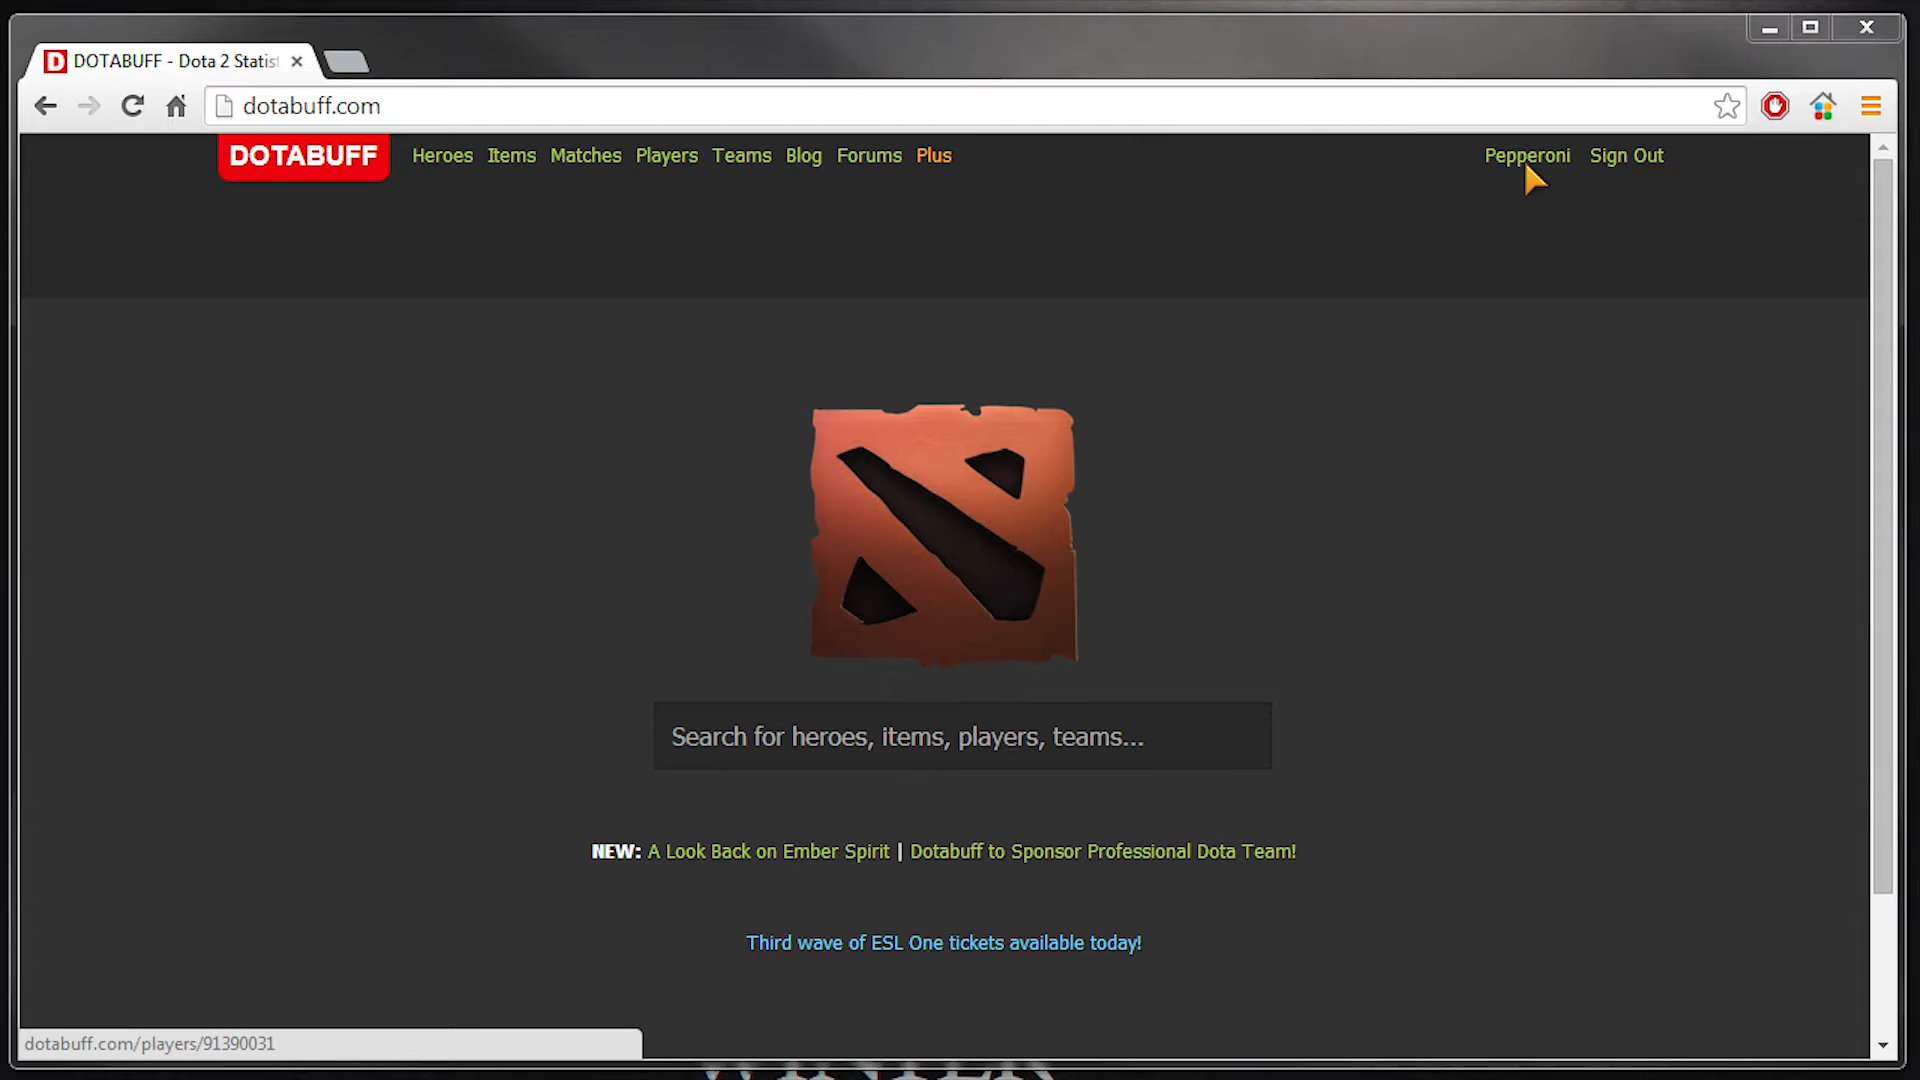 DOTABUFF - Dota 2 Statis
dotabuff.com
DOTABUFF Heroes Items Matches Players Teams Blog Forums Plus Pepperoni Sign Out
Search for heroes, items, players, teams...
NEW: A Look Back on Ember Spirit | Dotabuff to Sponsor Professional Dota Team!
Third wave of ESL One tickets available today!
dotabuff.com/players/91390031
WINTER